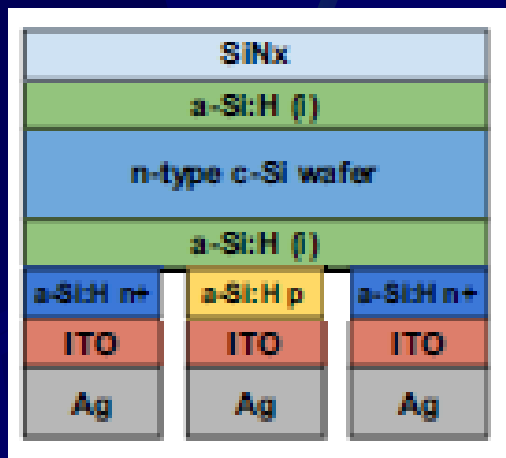 SiNx
a-Si:H (i)
n-type c-Si wafer
a-Si:H (i)
a-Si:H n+ a-Si:H p a-Si:H n+
ITO ITO ITO
Ag Ag Ag